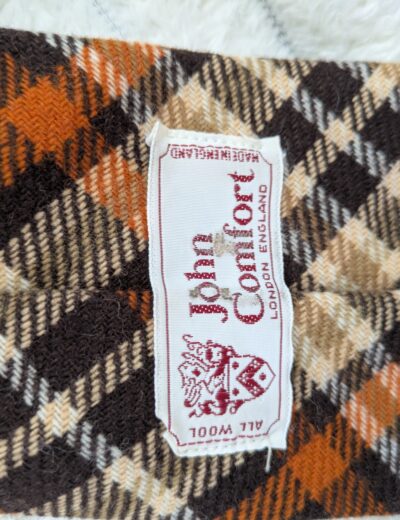 MADE IN ENGLAND
John
Comfort
LONDON ENGLAND
ALL WOOL